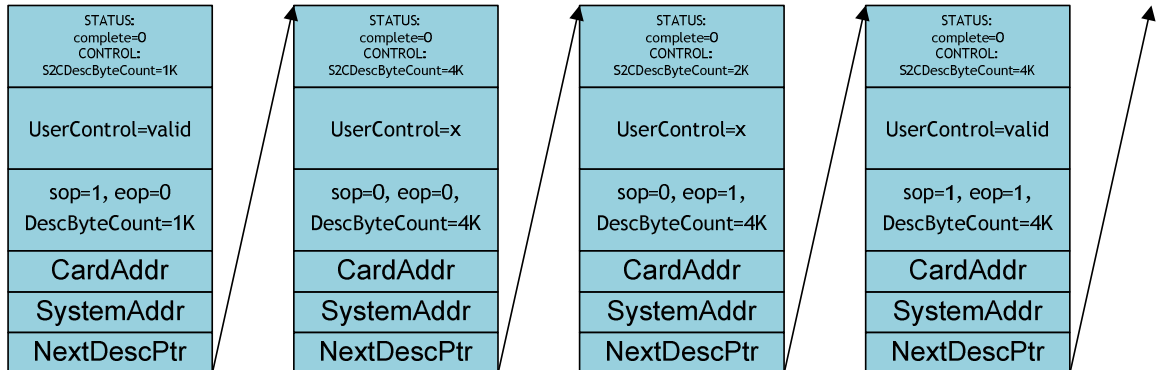 STATUS:
complete=0
CONTROL:
S2CDescByteCount=1K
UserControl=valid
sop=1, eop=0
DescByteCount=1K
CardAddr
SystemAddr
NextDescPtr
STATUS:
complete=0
CONTROL:
S2CDescByteCount=4K
UserControl=x
sop=0, eop=0,
DescByteCount=4K
CardAddr
SystemAddr
NextDescPtr
STATUS:
complete=0
CONTROL:
S2CDescByteCount=2K
UserControl=x
sop=0, eop=1,
DescByteCount=4K
CardAddr
SystemAddr
NextDescPtr
STATUS:
complete=0
CONTROL:
S2CDescByteCount=4K
UserControl=valid
sop=1, eop=1,
DescByteCount=4K
CardAddr
SystemAddr
NextDescPtr